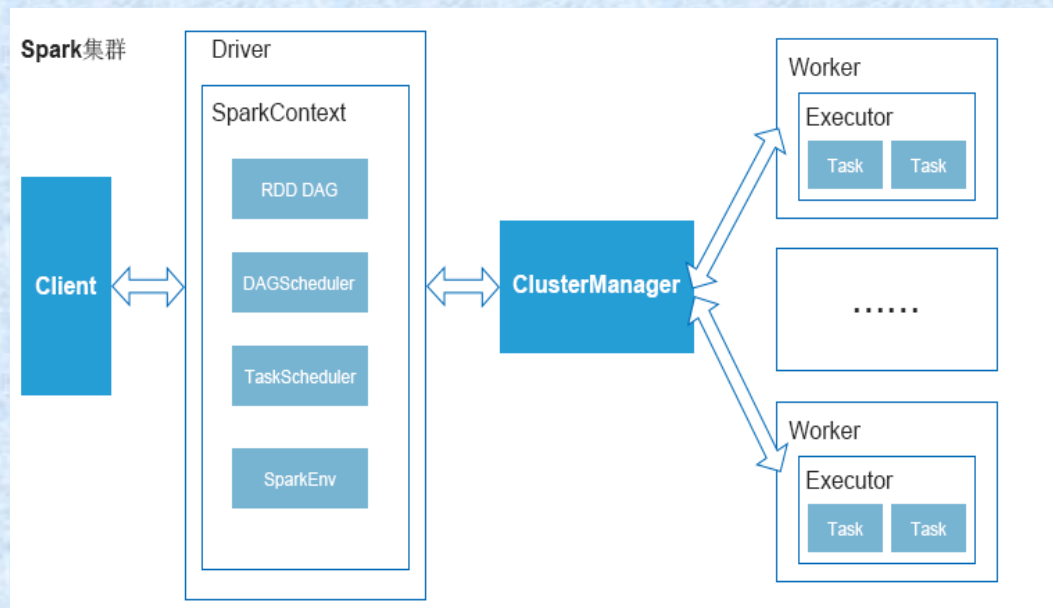 Spark集群
Client
Driver
SparkContext
RDD DAG
DAGScheduler
TaskScheduler
SparkEnv
ClusterManager
Worker
Executor
Task Task
......
Worker
Executor
Task Task